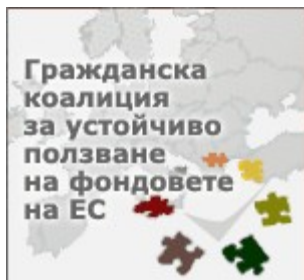 Гражданска
коалиция
за устойчиво
ползване
на фондовете
на ЕС